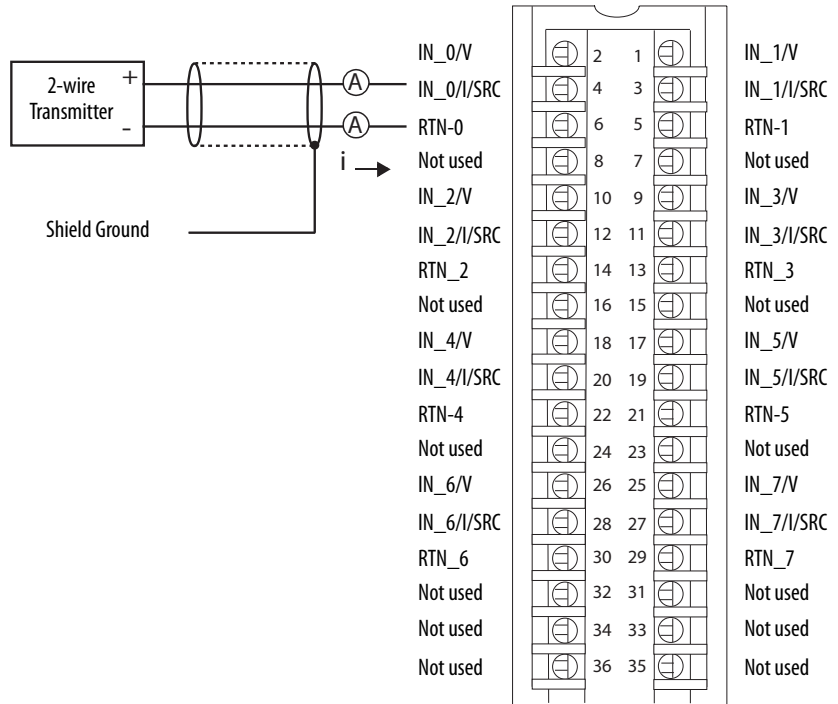 IN_0/V 2 1 IN_1/V
2-wire Transmitter + A IN_0/I/SRC 4 3 IN_1/I/SRC
- A RTN-0 6 5 RTN-1
i Not used 8 7 Not used
IN_2/V 10 9 IN_3/V
Shield Ground IN_2/I/SRC 12 11 IN_3/I/SRC
RTN_2 14 13 RTN_3
Not used 16 15 Not used
IN_4/V 18 17 IN_5/V
IN_4/I/SRC 20 19 IN_5/I/SRC
RTN-4 22 21 RTN-5
Not used 24 23 Not used
IN_6/V 26 25 IN_7/V
IN_6/I/SRC 28 27 IN_7/I/SRC
RTN_6 30 29 RTN_7
Not used 32 31 Not used
Not used 34 33 Not used
Not used 36 35 Not used